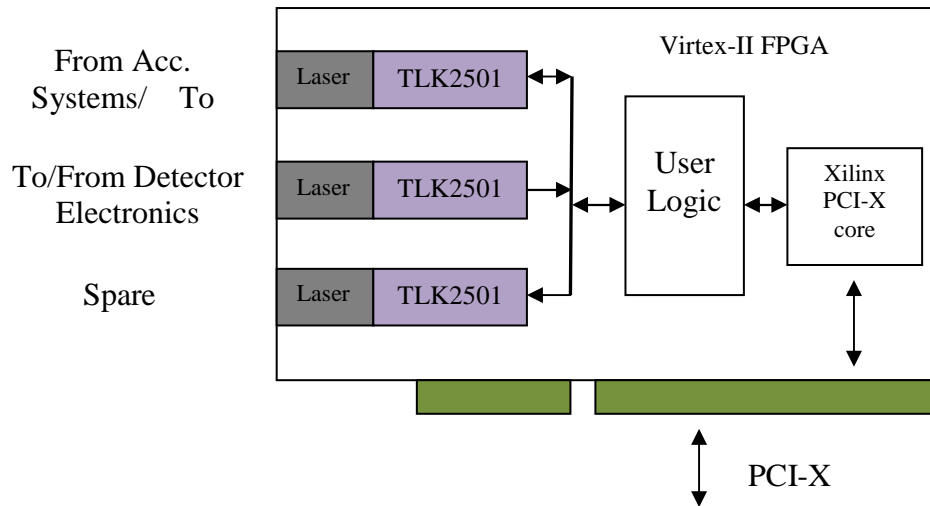 From Acc.
Systems/ To
To/From Detector
Electronics
Spare
Laser TLK2501
Laser TLK2501
Laser TLK2501
Virtex-II FPGA
User
Logic
Xilinx
PCI-X
core
PCI-X